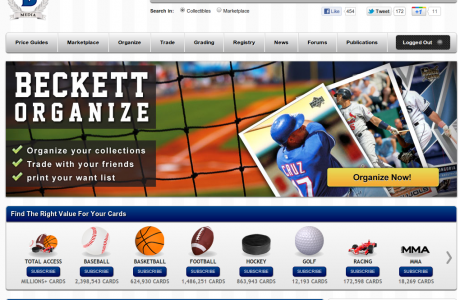 MEDIA
Search in: Collectibles Marketplace
Like 454 Tweet 172 +1 11
Price Guides Marketplace Organize Trade Grading Registry News Forums Publications Logged Out
BECKETT
ORGANIZE
Organize your collections
Trade with your friends
print your want list
CRUZ
17
Organize Now!
Find The Right Value For Your Cards
TOTAL ACCESS BASEBALL BASKETBALL FOOTBALL HOCKEY GOLF RACING MMA
SUBSCRIBE SUBSCRIBE SUBSCRIBE SUBSCRIBE SUBSCRIBE SUBSCRIBE SUBSCRIBE SUBSCRIBE
MILLIONS+ CARDS 2,398,543 CARDS 624,930 CARDS 1,486,251 CARDS 863,943 CARDS 12,193 CARDS 172,598 CARDS 18,269 CARDS